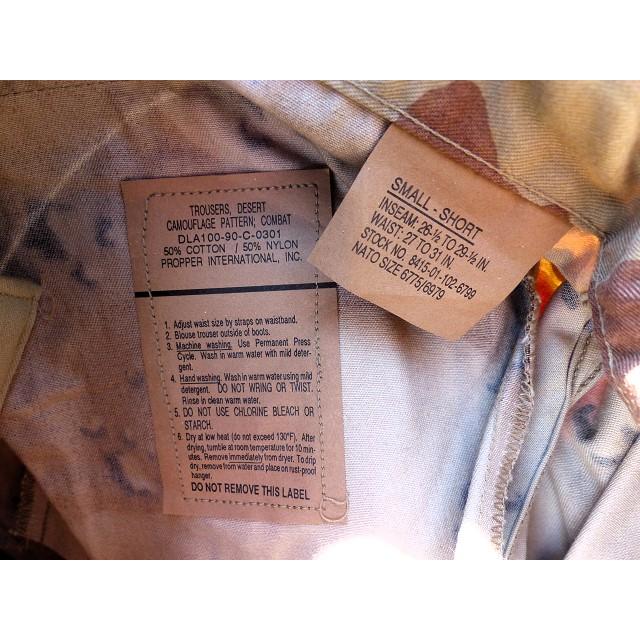 TROUSERS, DESERT
CAMOUFLAGE PATTERN; COMBAT
DLA100-90-C-0301
50% COTTON / 50% NYLON
PROPPER INTERNATIONAL, INC.
1. Adjust waist size by straps on waistband.
2. Blouse trouser outside of boots.
3. Machine washing. Use Permanent Press
Cycle. Wash in warm water with mild deter-
gent.
4. Hand washing. Wash in warm water using mild
detergent. DO NOT WRING OR TWIST.
Rinse in clean warm water.
5. DO NOT USE CHLORINE BLEACH OR
STARCH.
6. Dry at low heat (do not exceed 130°F). After
drying, tumble at room temperature for 10 min-
utes. Remove immediately from dryer. To drip
dry, remove from water and place on rust-proof
hanger.
DO NOT REMOVE THIS LABEL
SMALL - SHORT
INSEAM: 26-½ TO 29-½ IN.
WAIST: 27 TO 31 IN.
STOCK NO. 8415-01-102-6799
NATO SIZE 6775/6979